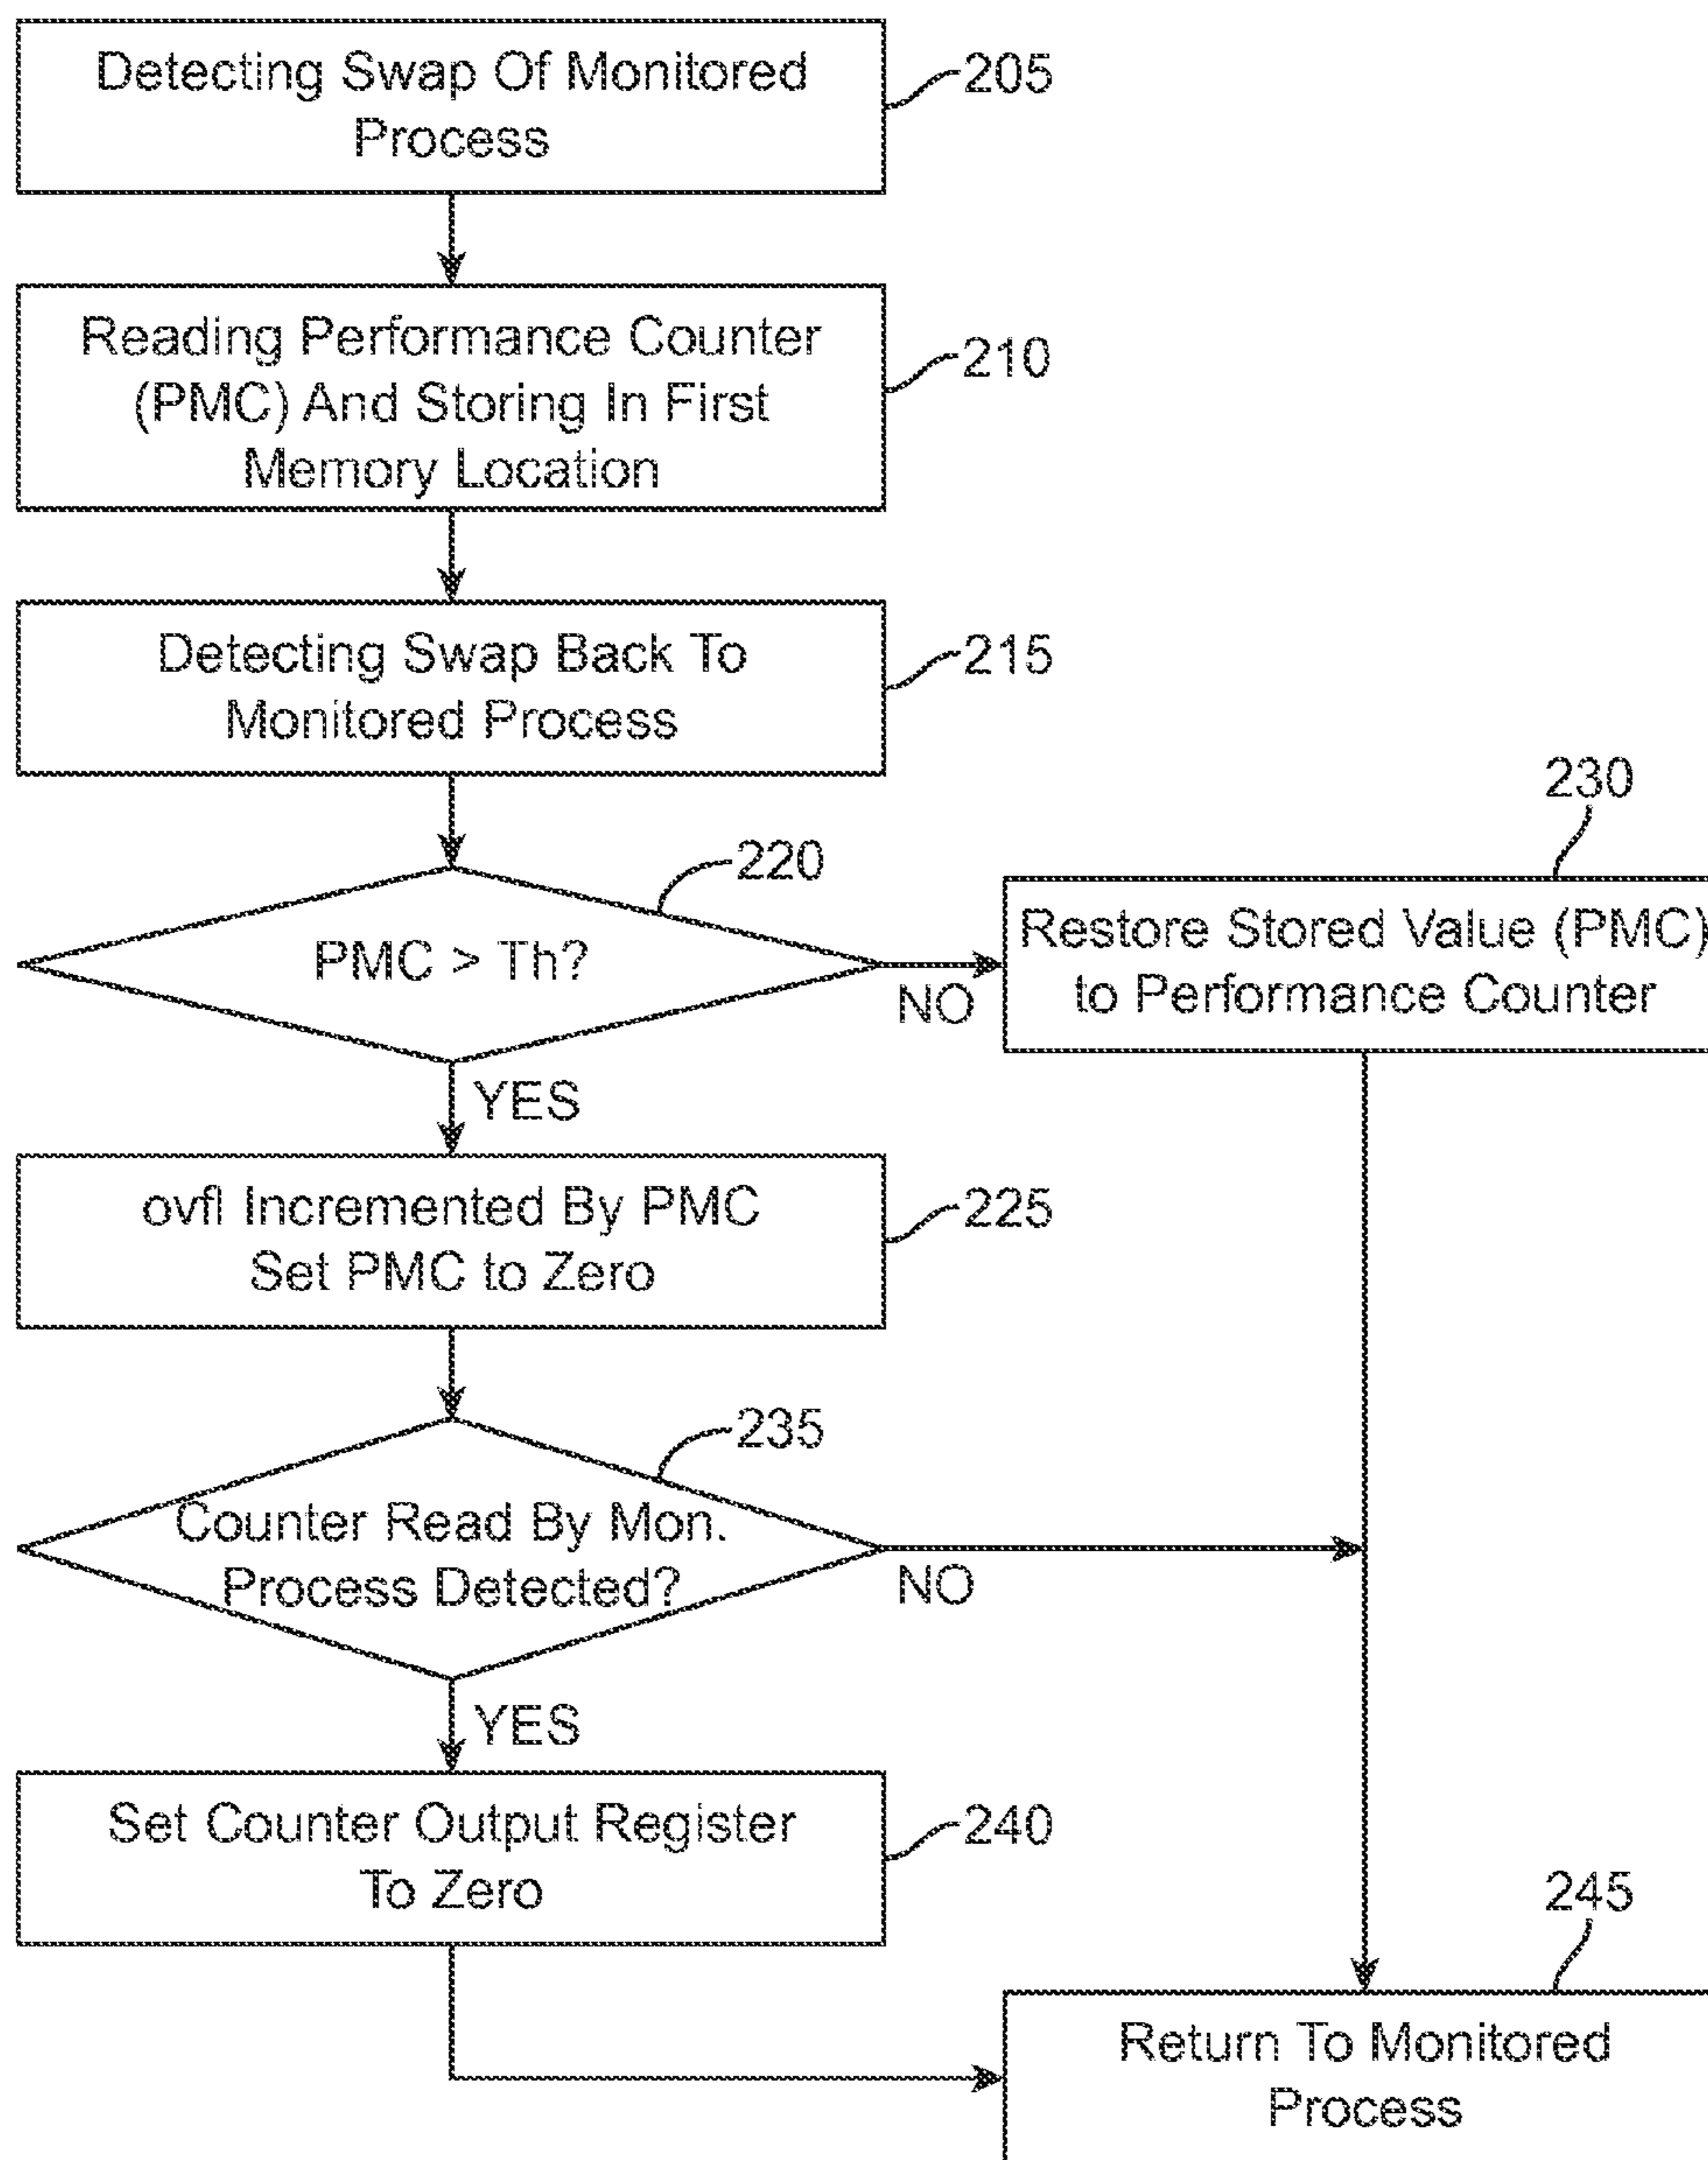 Detecting Swap Of Monitored
Process
205
Reading Performance Counter
(PMC) And Storing In First
Memory Location
210
Detecting Swap Back To
Monitored Process
215
220
PMC > Th?
NO
YES
230
Restore Stored Value (PMC)
to Performance Counter
ovfl Incremented By PMC
Set PMC to Zero
225
235
Counter Read By Mon.
Process Detected?
NO
YES
Set Counter Output Register
To Zero
240
245
Return To Monitored
Process